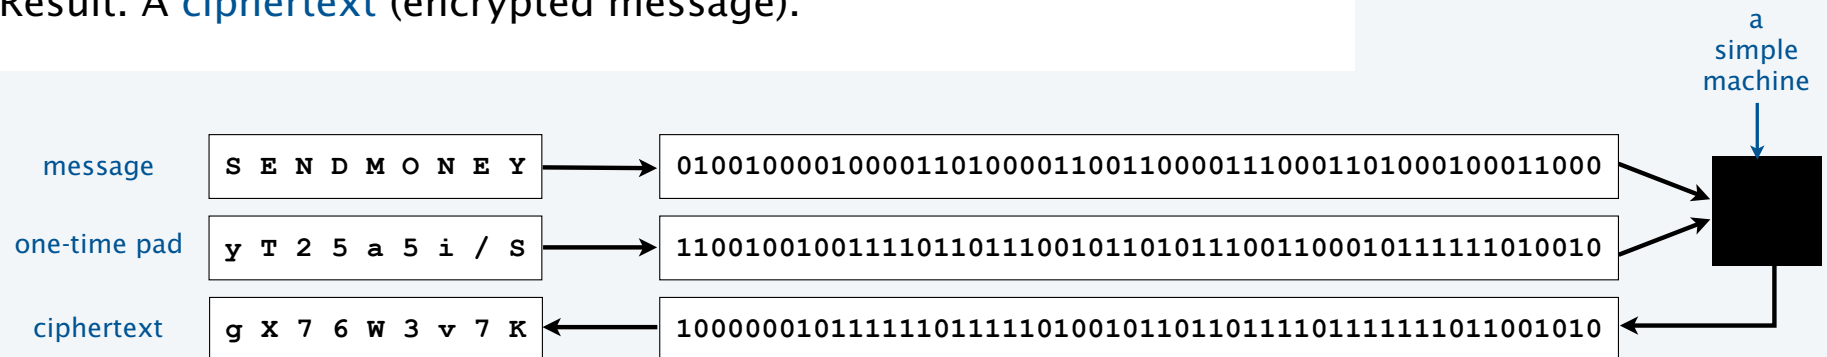 Result. A ciphertext (encrypted message).
a
simple
machine
message S E N D M O N E Y 010010000100001101000011001100001110001101000100011000
one-time pad y T 2 5 a 5 i / S 110010010011110110111001011010111001100010111111010010
ciphertext g X 7 6 W 3 v 7 K 100000010111111011111010010110110111101111111011001010